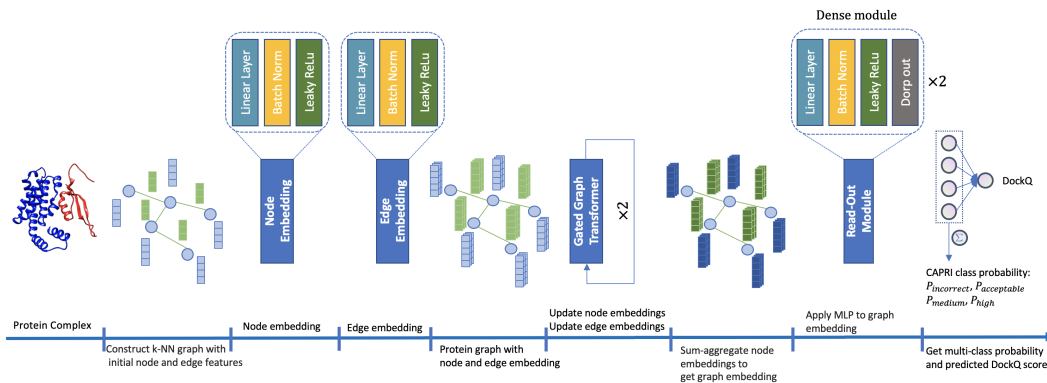 Dense module
Linear Layer
Batch Norm
Leaky ReLu
Linear Layer
Batch Norm
Leaky ReLu
Linear Layer
Batch Norm
Leaky ReLu
Dorp out
×2
Node
Embedding
Edge
Embedding
Gated Graph
Transformer
×2
Read-Out
Module
DockQ
Σ
CAPRI class probability:
P_incorrect, P_acceptable
P_medium, P_high
Protein Complex
Construct k-NN graph with
initial node and edge features
Node embedding
Edge embedding
Protein graph with
node and edge embedding
Update node embeddings
Update edge embeddings
Sum-aggregate node
embeddings to
get graph embedding
Apply MLP to graph
embedding
Get multi-class probability
and predicted DockQ score